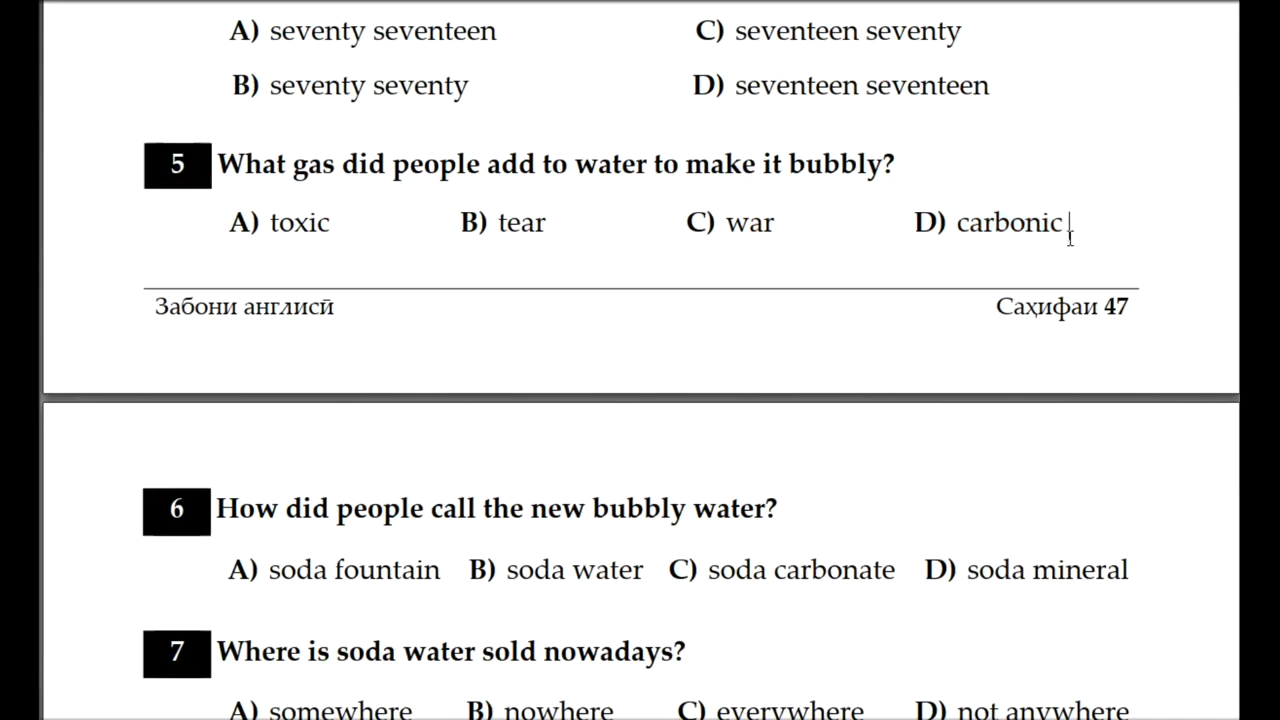 A) seventy seventeen C) seventeen seventy
B) seventy seventy D) seventeen seventeen
5 What gas did people add to water to make it bubbly?
A) toxic B) tear C) war D) carbonic
Забони англисӣ Саҳифаи 47
6 How did people call the new bubbly water?
A) soda fountain B) soda water C) soda carbonate D) soda mineral
7 Where is soda water sold nowadays?
A) somewhere B) nowhere C) everywhere D) not anywhere